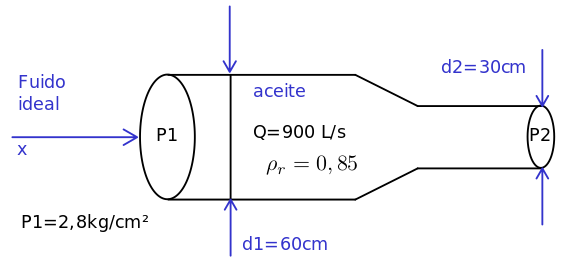 Fuido
ideal
x
P1
aceite
Q=900 L/s
ρr = 0, 85
d2=30cm
P2
P1=2,8kg/cm²
d1=60cm